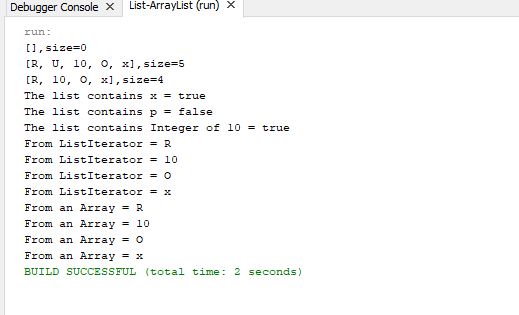 Debugger Console × List-ArrayList (run) ×
run:
[],size=0
[R, U, 10, O, x],size=5
[R, 10, O, x],size=4
The list contains x = true
The list contains p = false
The list contains Integer of 10 = true
From ListIterator = R
From ListIterator = 10
From ListIterator = O
From ListIterator = x
From an Array = R
From an Array = 10
From an Array = O
From an Array = x
BUILD SUCCESSFUL (total time: 2 seconds)